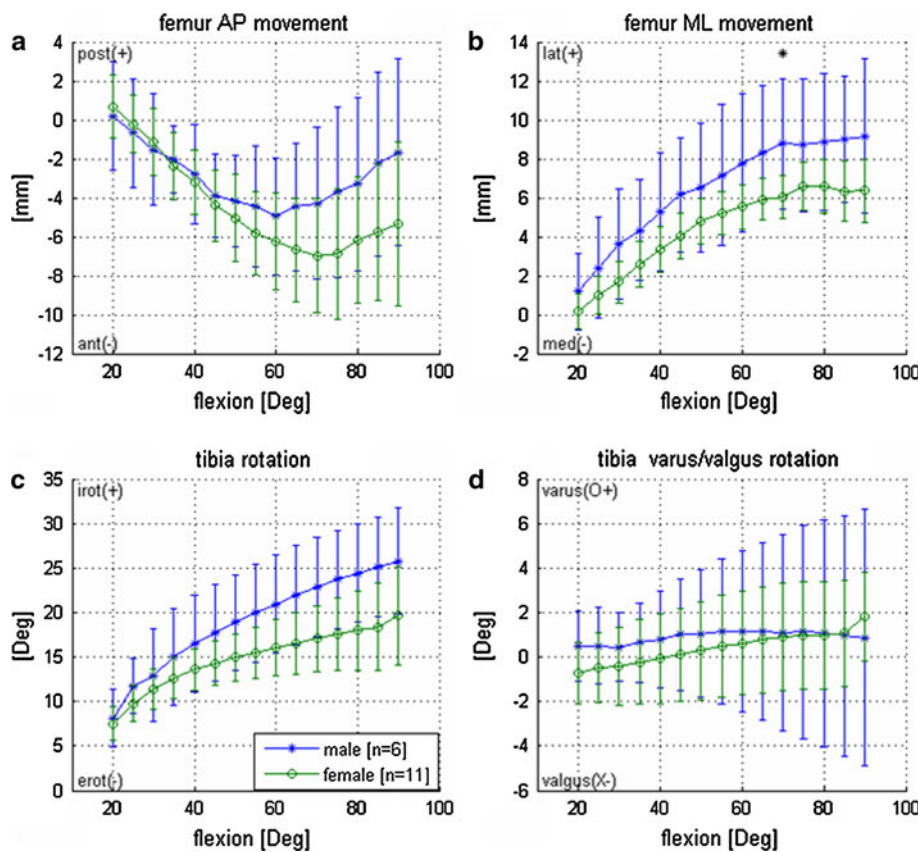 femur AP movement
a
4
2
0
-2
-4
-6
-8
-10
-12
[mm]
post(+)
ant(-)
20
40
60
80
100
flexion [Deg]
femur ML movement
b
14
12
10
8
6
4
2
0
-2
[mm]
lat(+)
*
med(-)
20
40
60
80
100
flexion [Deg]
tibia rotation
c
35
30
25
20
15
10
5
0
[Deg]
irot(+)
erot(-)
male [n=6]
female [n=11]
20
40
60
80
100
flexion [Deg]
tibia varus/valgus rotation
d
8
6
4
2
0
-2
-4
-6
[Deg]
varus(O+)
valgus(X-)
20
40
60
80
100
flexion [Deg]